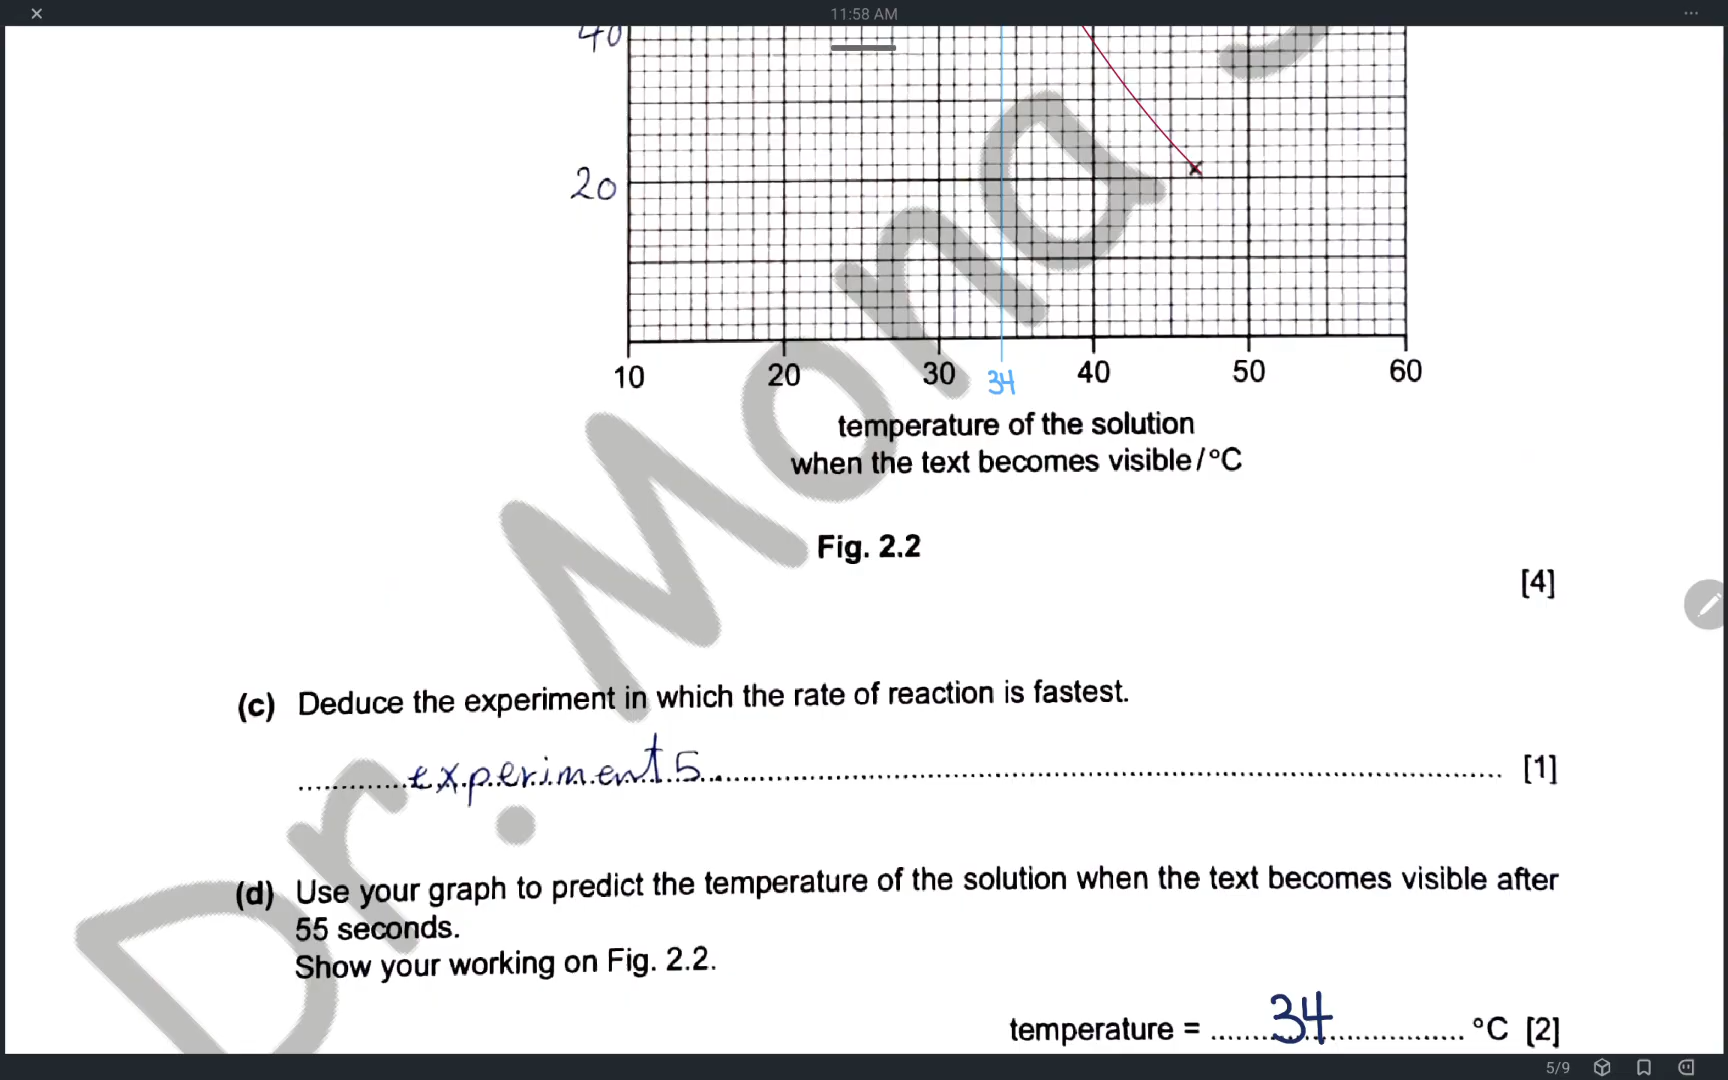 11:58 AM
40
20
10 20 30 34 40 50 60
temperature of the solution
when the text becomes visible/°C
Fig. 2.2
[4]
(c) Deduce the experiment in which the rate of reaction is fastest.
experiment 5 [1]
(d) Use your graph to predict the temperature of the solution when the text becomes visible after
55 seconds.
Show your working on Fig. 2.2.
temperature = 34 °C [2]
Dr. Mona
5/9